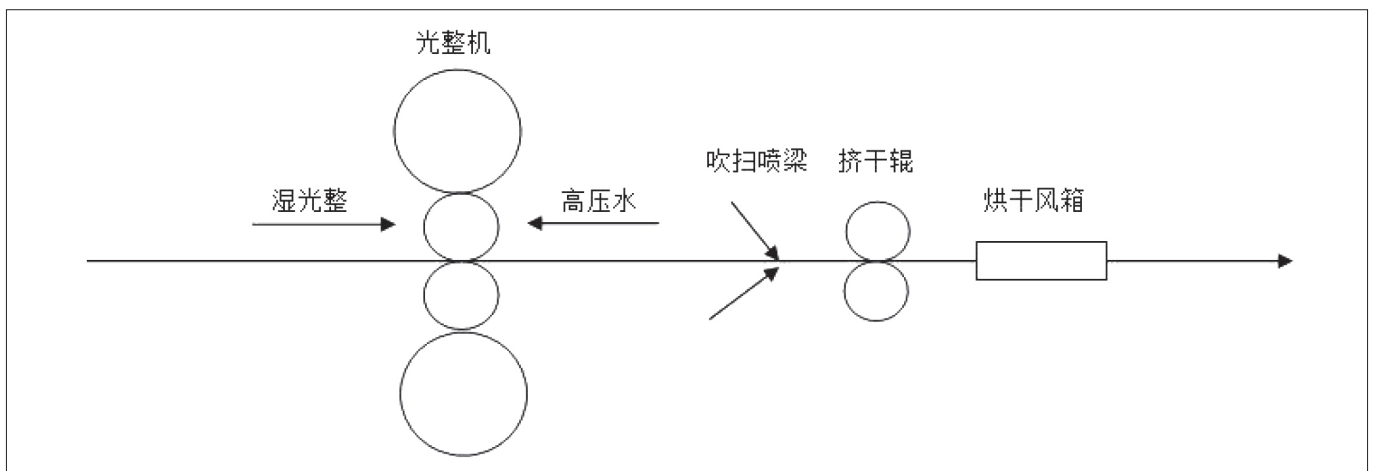 光整机
吹扫喷梁
挤干辊
湿光整
高压水
烘干风箱